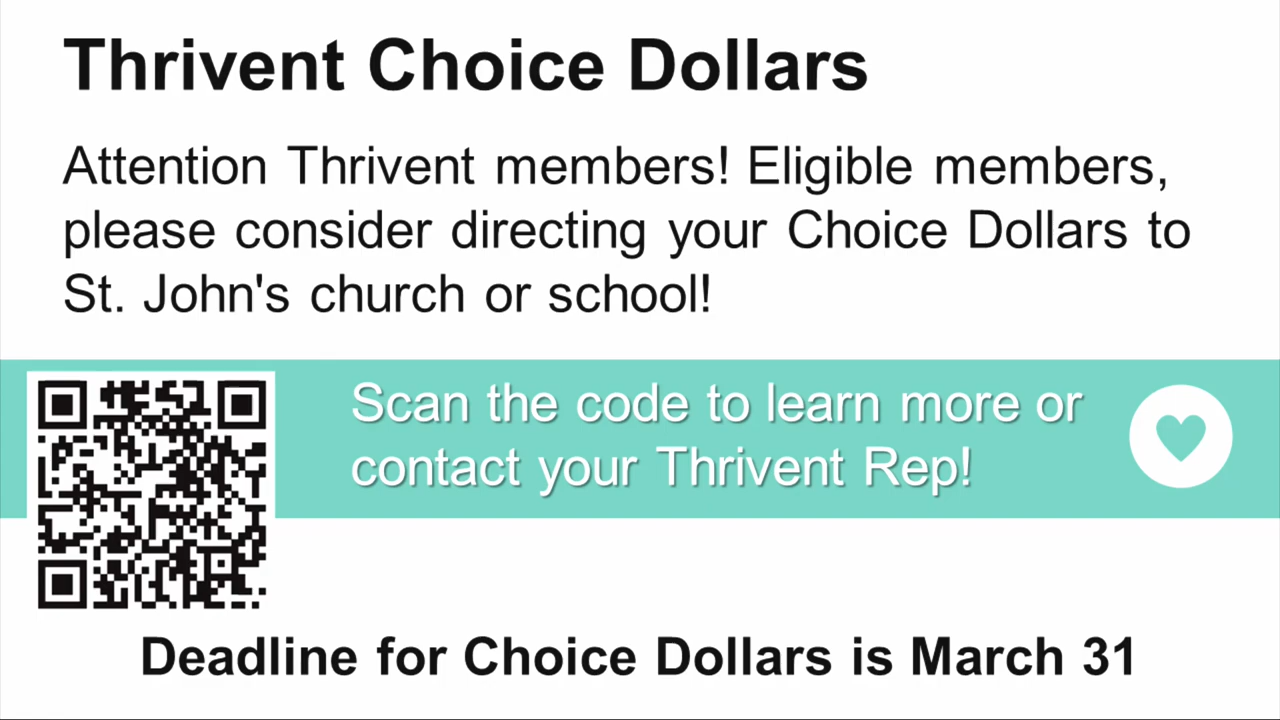 Thrivent Choice Dollars
Attention Thrivent members! Eligible members,
please consider directing your Choice Dollars to
St. John's church or school!
Scan the code to learn more or
contact your Thrivent Rep!
Deadline for Choice Dollars is March 31